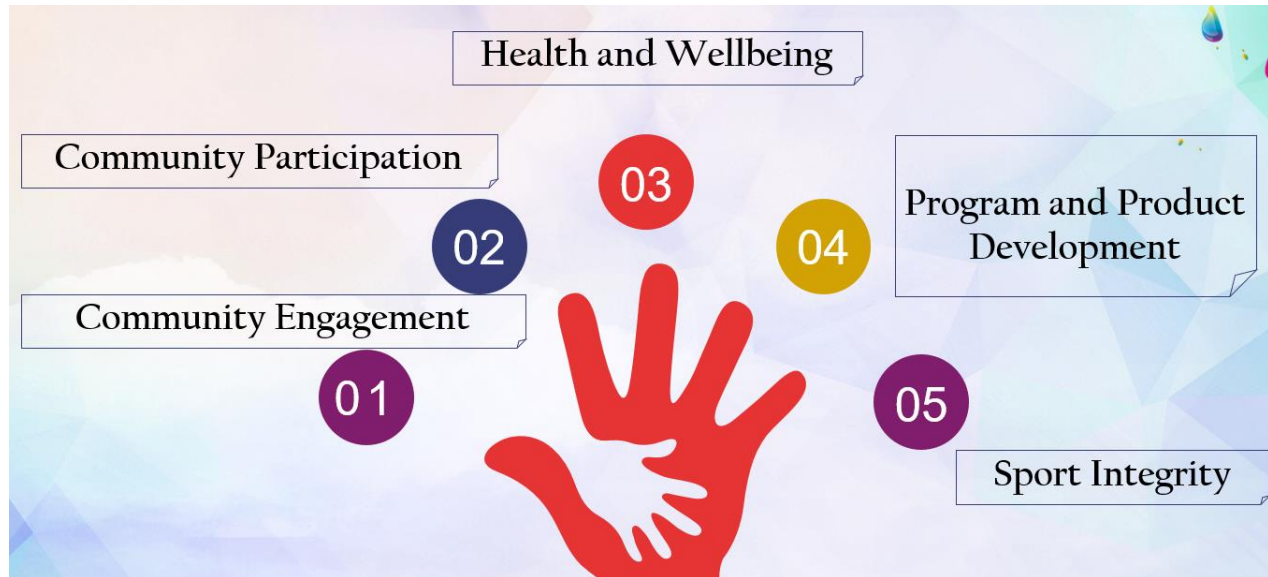 Health and Wellbeing
Community Participation
03
02
04
Program and Product
Development
Community Engagement
01
05
Sport Integrity